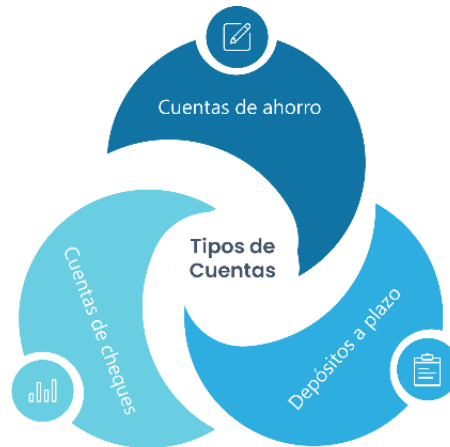 Cuentas de ahorro
Tipos de
Cuentas
Cuentas de cheques
Depósitos a plazo